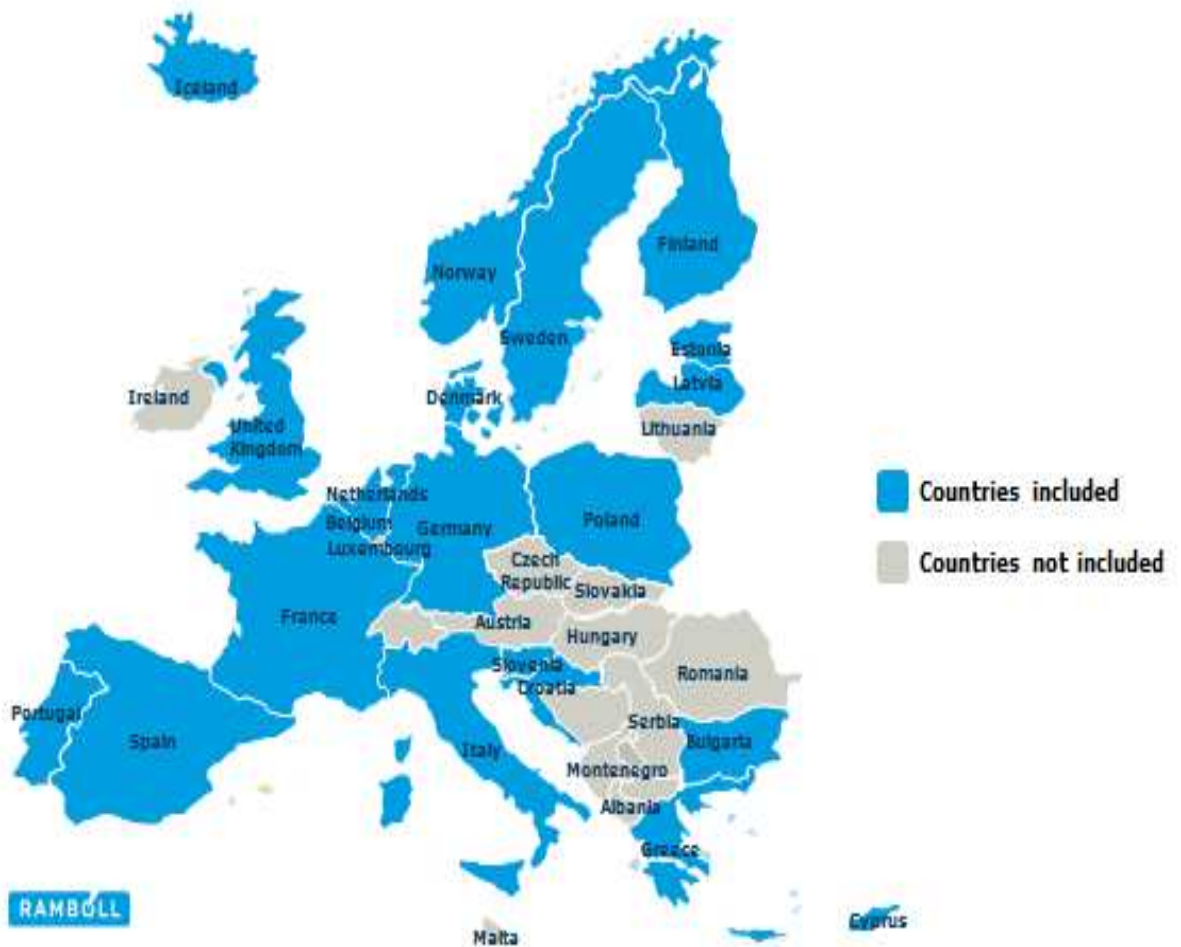 Iceland
Finland
Norway
Sweden
Estonia
Latvia
Lithuania
Denmark
Ireland
United
Kingdom
Netherlands
Belgium
Luxembourg
Germany
Poland
Czech
Republic
Slovakia
Austria
Hungary
France
Slovenia
Croatia
Romania
Serbia
Bulgaria
Portugal
Spain
Italy
Montenegro
Albania
Greece
Malta
Cyprus
Countries included
Countries not included
RAMBOLL